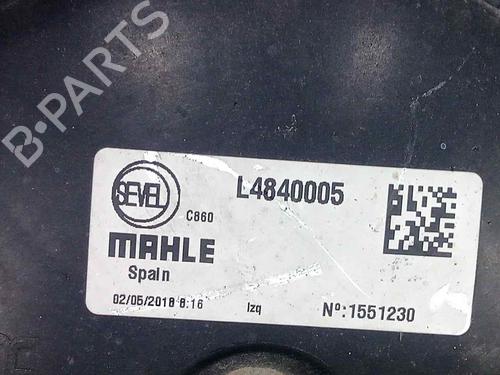 B-PARTS
SEVEL
C860
L4840005
MAHLE
Spain
02/05/2018 8:16
Izq
Nº:1551230